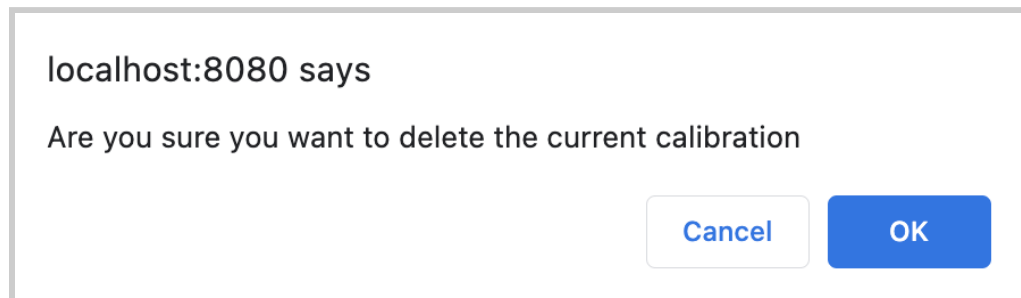 localhost:8080 says
Are you sure you want to delete the current calibration
Cancel OK